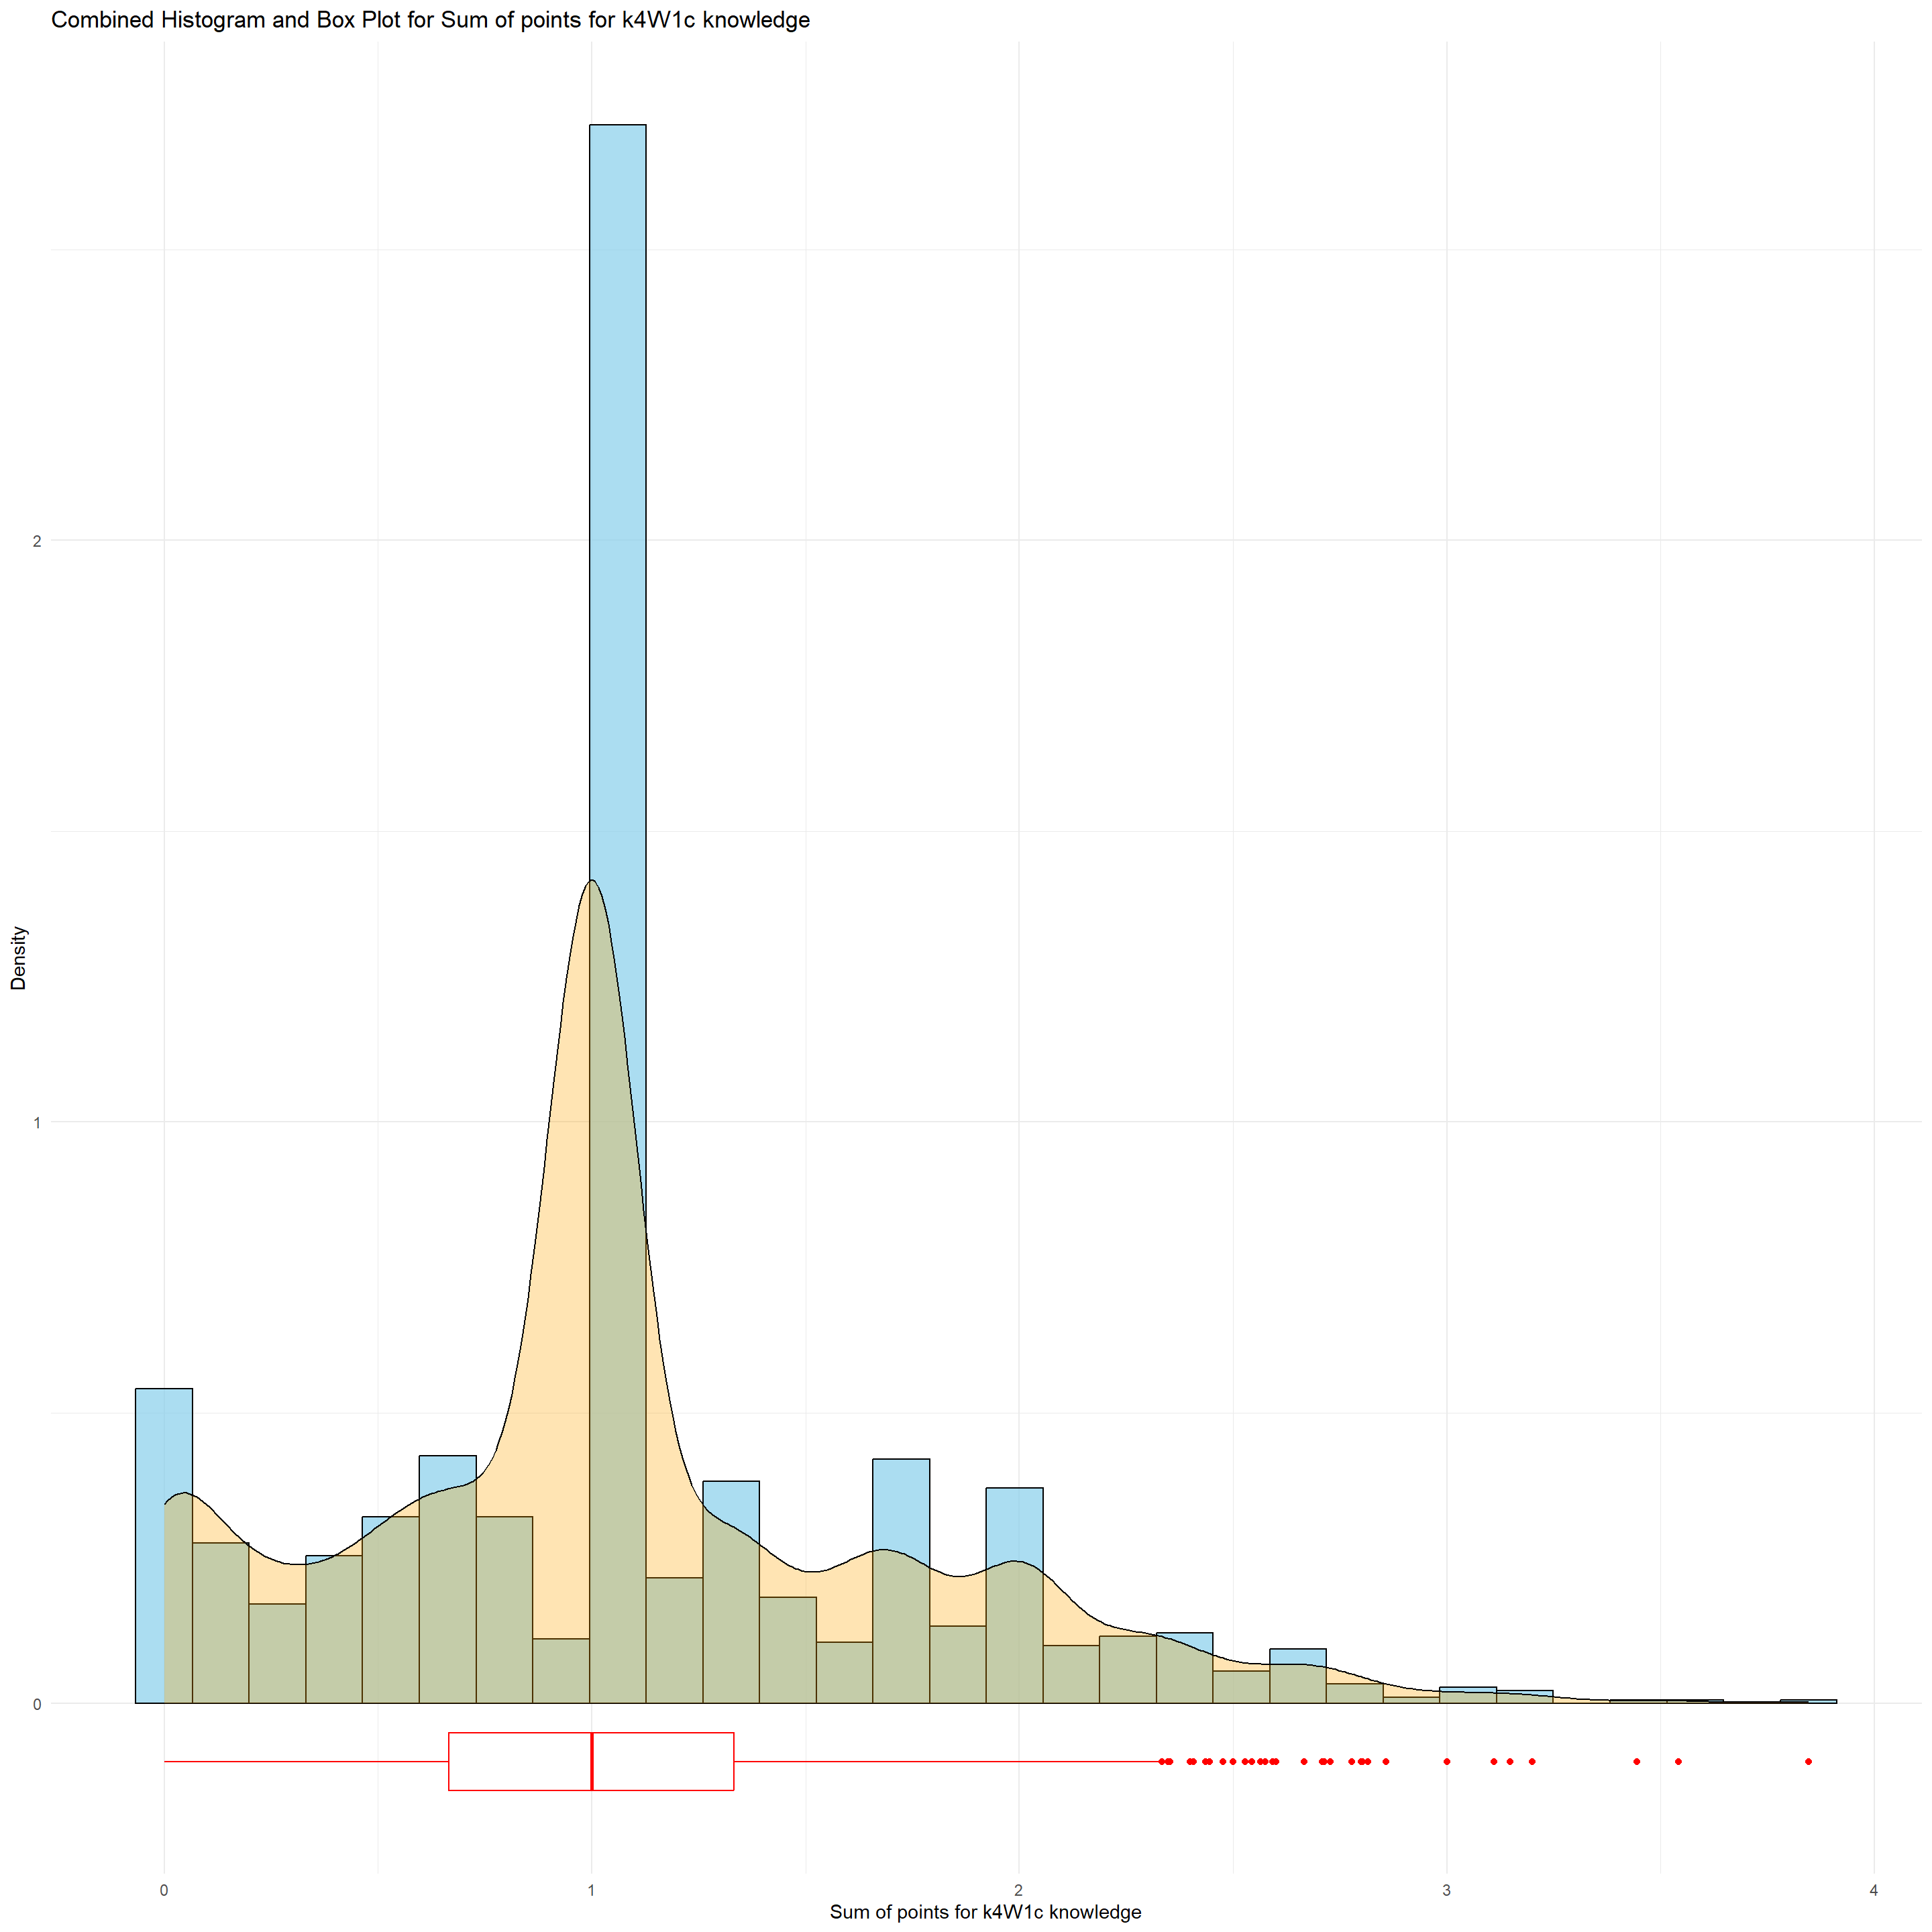 Combined Histogram and Box Plot for Sum of points for k4W1c knowledge
2
1
0
Density
0 1 2 3 4
Sum of points for k4W1c knowledge